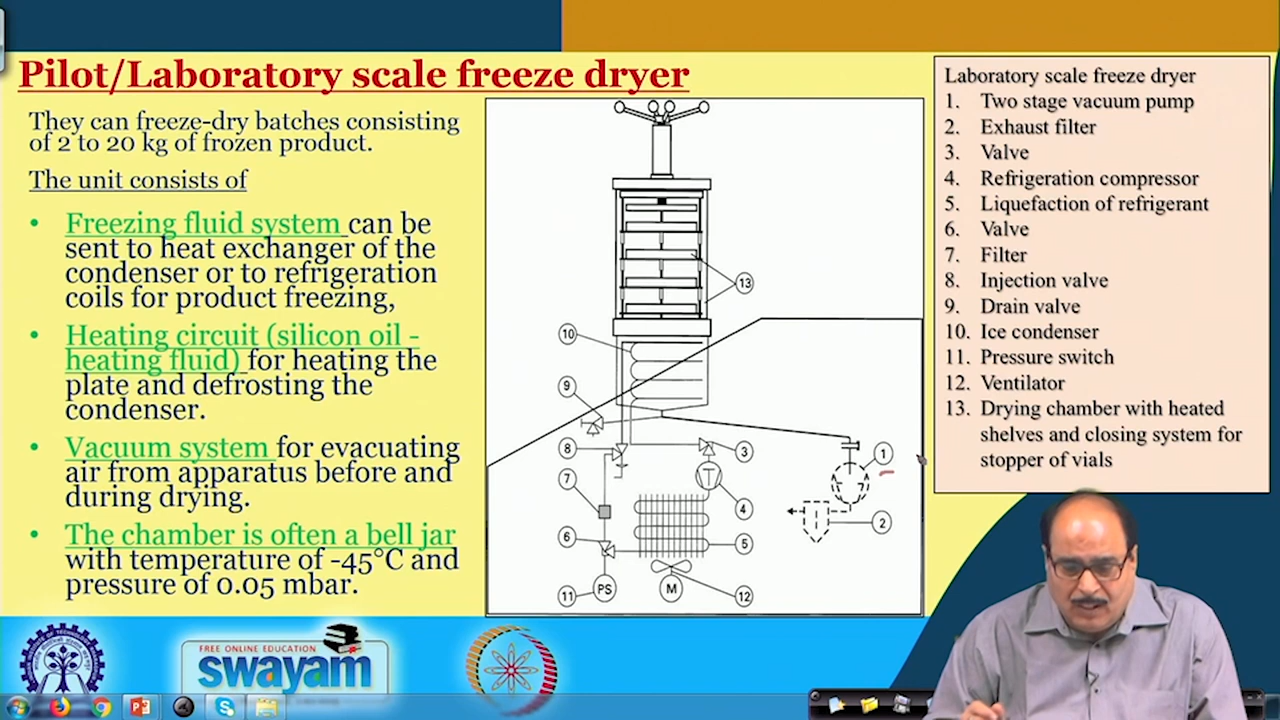 Pilot/Laboratory scale freeze dryer
They can freeze-dry batches consisting
of 2 to 20 kg of frozen product.
The unit consists of
• Freezing fluid system can be
sent to heat exchanger of the
condenser or to refrigeration
coils for product freezing,
• Heating circuit (silicon oil -
heating fluid) for heating the
plate and defrosting the
condenser.
• Vacuum system for evacuating
air from apparatus before and
during drying.
• The chamber is often a bell jar
with temperature of -45°C and
pressure of 0.05 mbar.
13
10
9
8
3
1
7
4
2
6
5
11
PS
M
12
Laboratory scale freeze dryer
1. Two stage vacuum pump
2. Exhaust filter
3. Valve
4. Refrigeration compressor
5. Liquefaction of refrigerant
6. Valve
7. Filter
8. Injection valve
9. Drain valve
10. Ice condenser
11. Pressure switch
12. Ventilator
13. Drying chamber with heated
shelves and closing system for
stopper of vials
FREE ONLINE EDUCATION
swayam